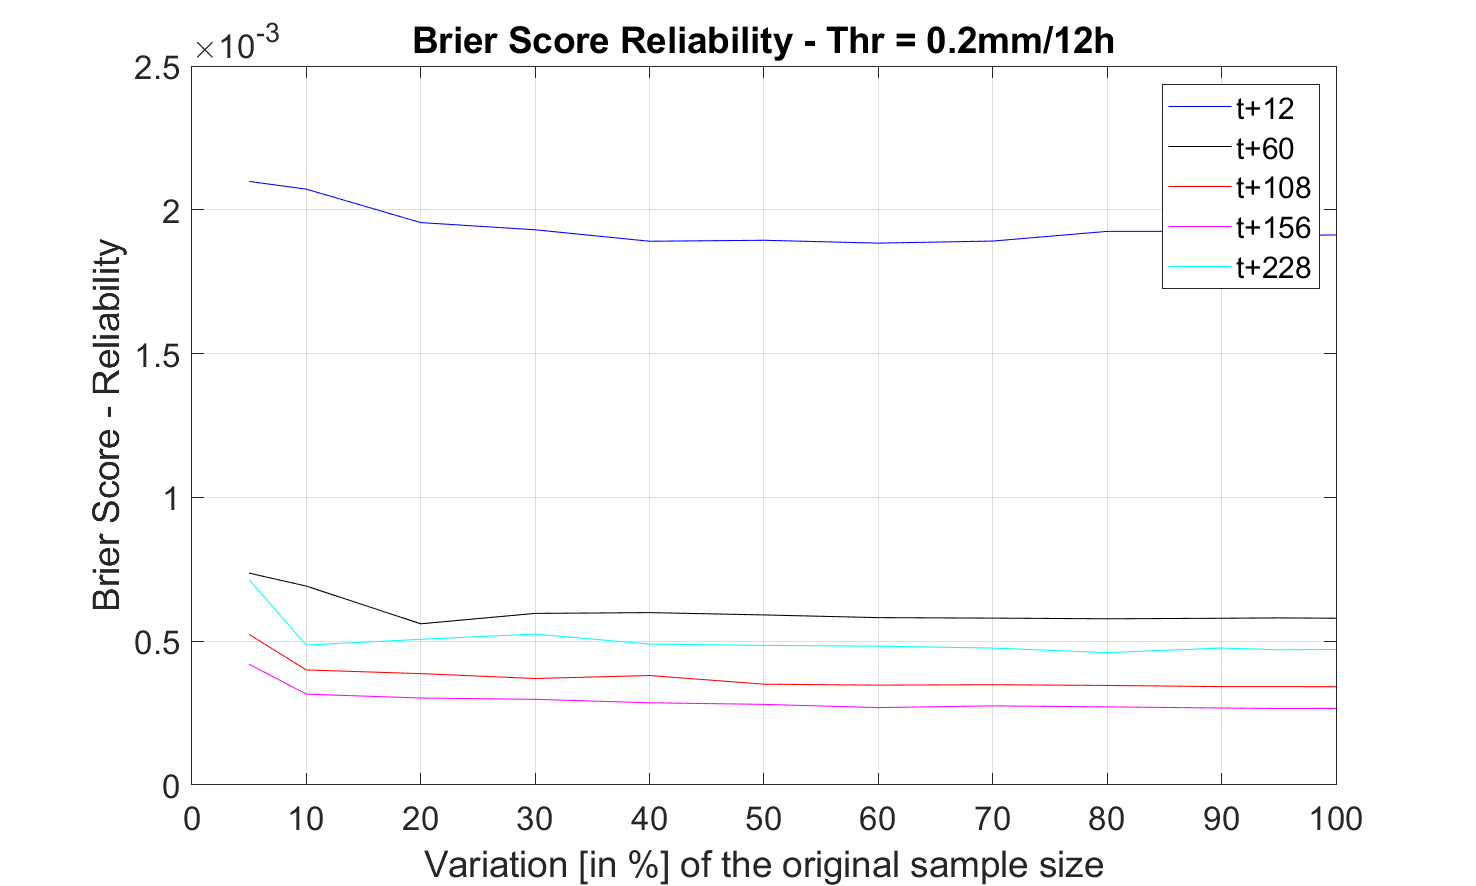 Brier Score Reliability - Thr = 0.2mm/12h
×10-3
2.5
2
1.5
1
0.5
0
Brier Score - Reliability
t+12
t+60
t+108
t+156
t+228
0 10 20 30 40 50 60 70 80 90 100
Variation [in %] of the original sample size